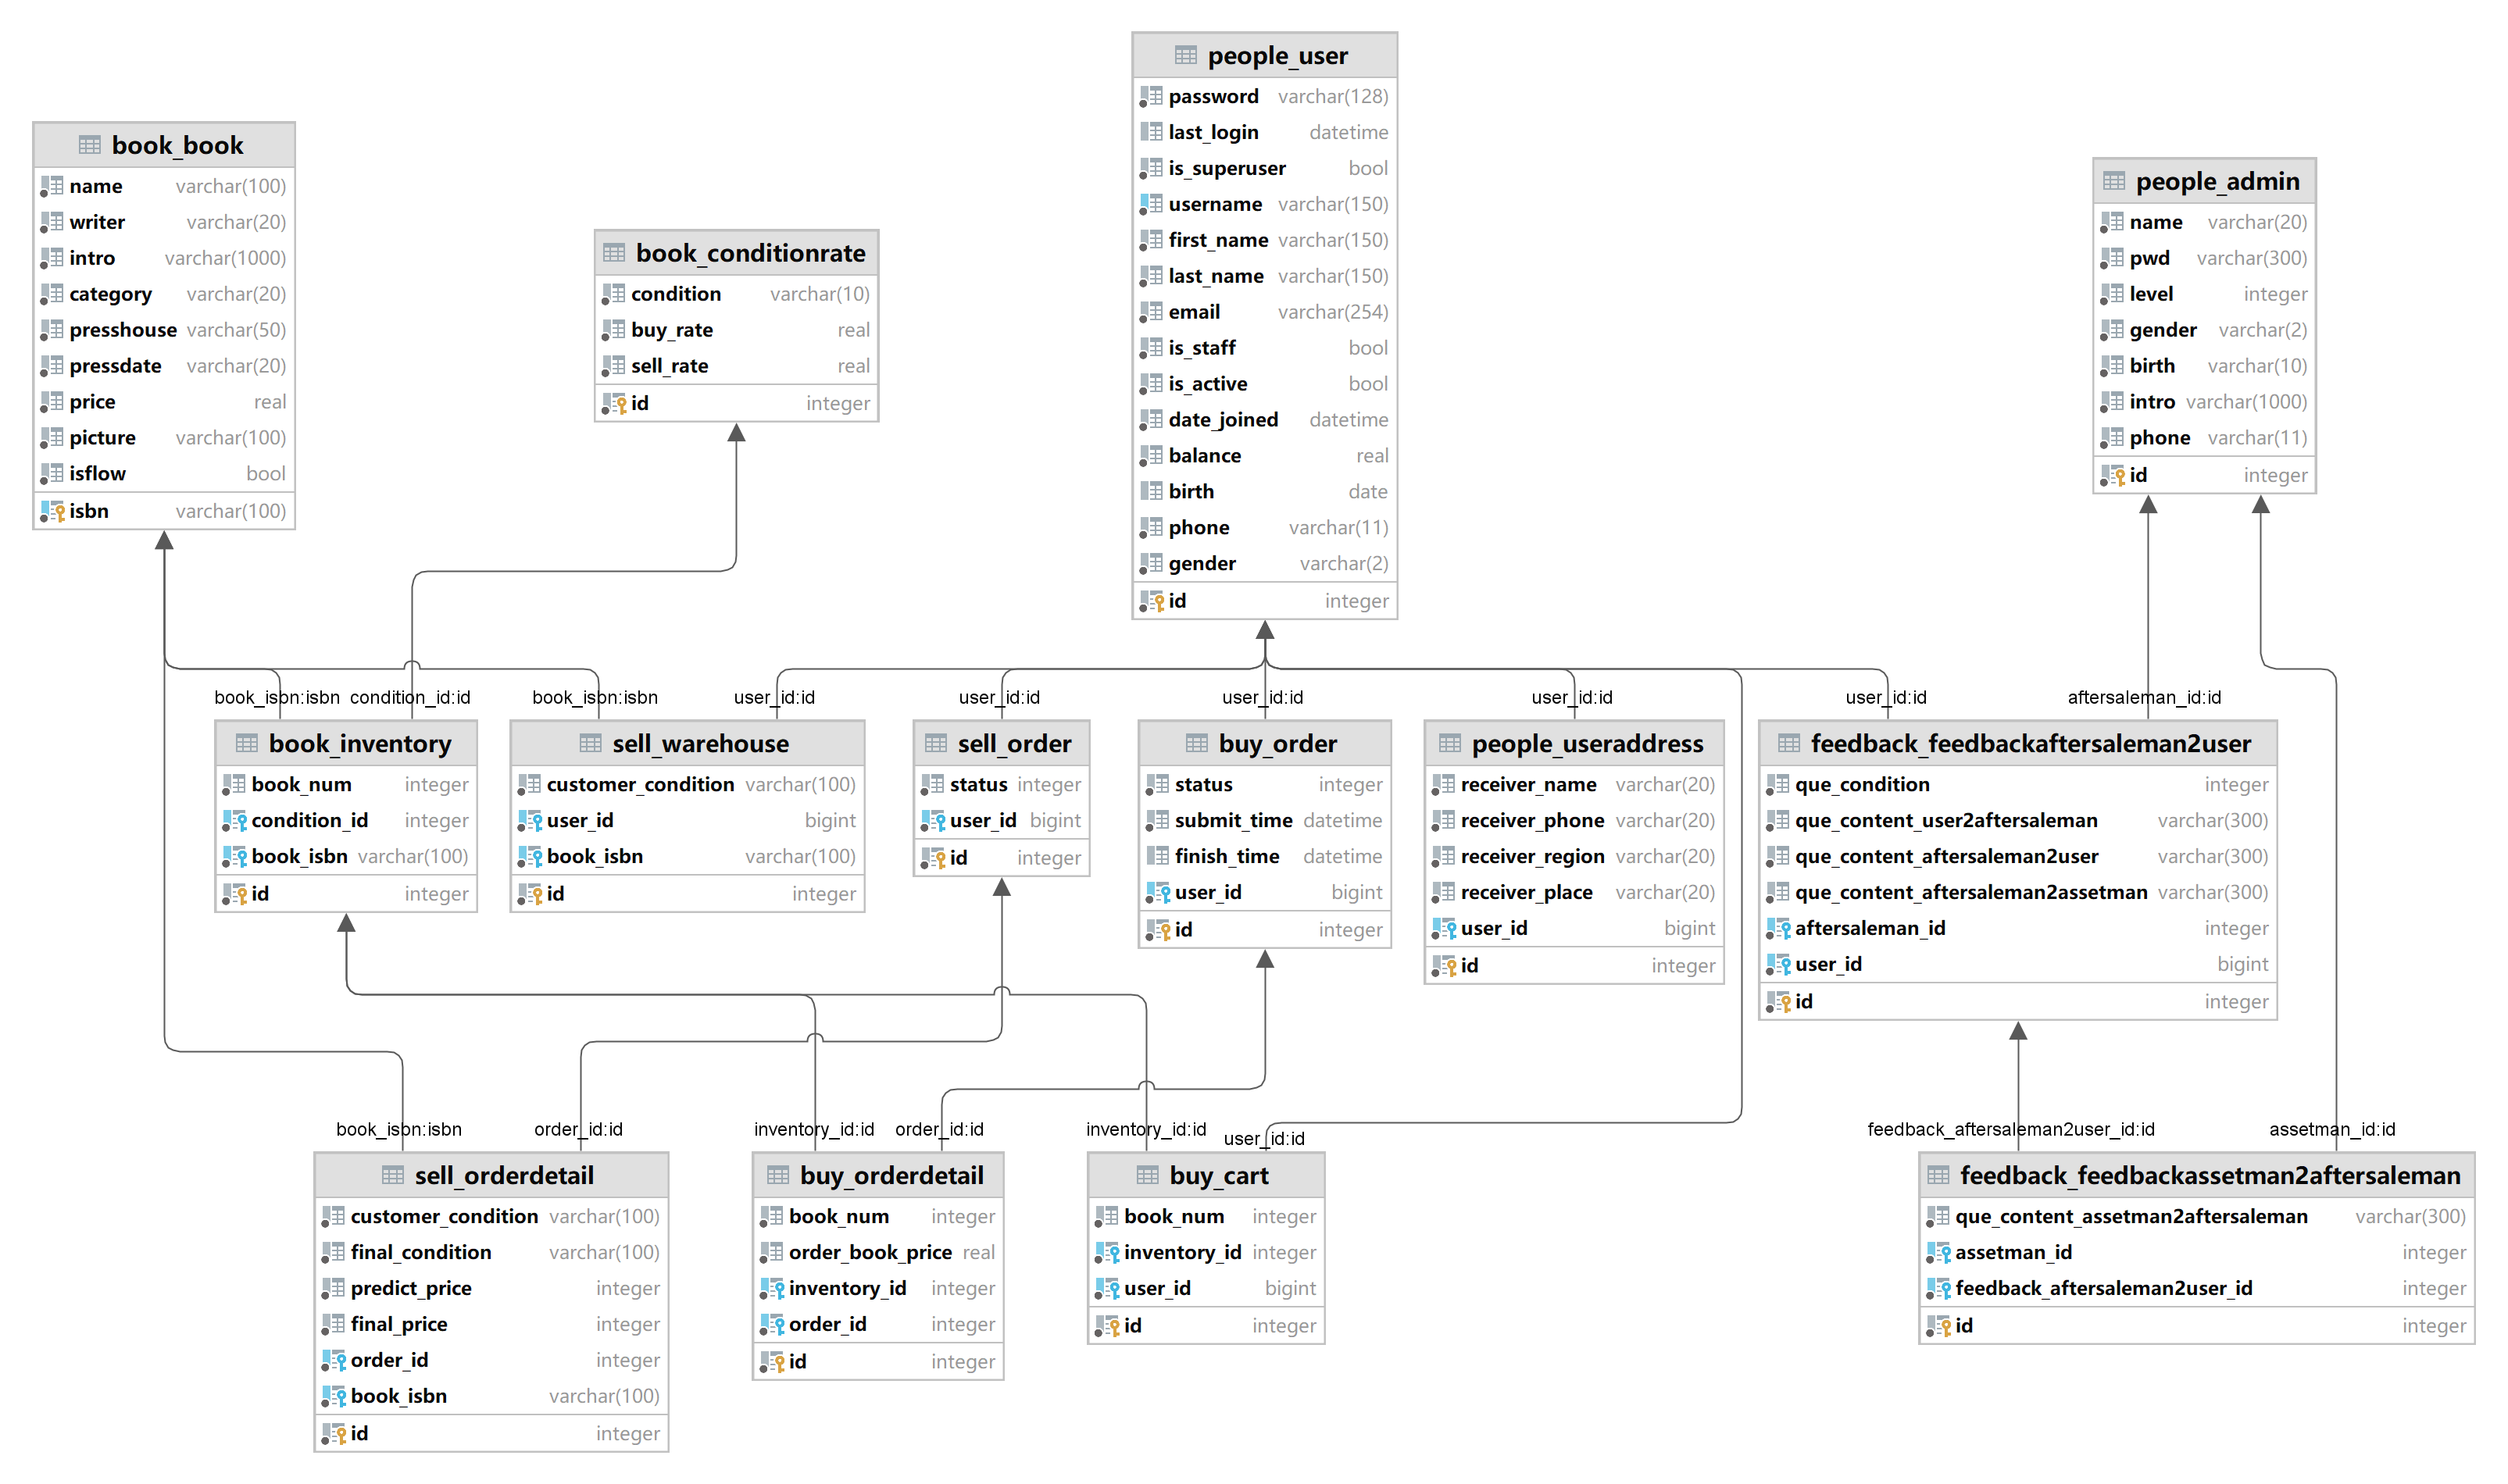 people_user
password varchar(128)
last_login datetime
is_superuser bool
username varchar(150)
first_name varchar(150)
last_name varchar(150)
email varchar(254)
is_staff bool
is_active bool
date_joined datetime
balance real
birth date
phone varchar(11)
gender varchar(2)
id integer
book_book
name varchar(100)
writer varchar(20)
intro varchar(1000)
category varchar(20)
presshouse varchar(50)
pressdate varchar(20)
price real
picture varchar(100)
isflow bool
isbn varchar(100)
book_conditionrate
condition varchar(10)
buy_rate real
sell_rate real
id integer
people_admin
name varchar(20)
pwd varchar(300)
level integer
gender varchar(2)
birth varchar(10)
intro varchar(1000)
phone varchar(11)
id integer
book_isbn:isbn
condition_id:id
book_isbn:isbn
user_id:id
user_id:id
user_id:id
user_id:id
user_id:id
aftersaleman_id:id
book_inventory
book_num integer
condition_id integer
book_isbn varchar(100)
id integer
sell_warehouse
customer_condition varchar(100)
user_id bigint
book_isbn varchar(100)
id integer
sell_order
status integer
user_id bigint
id integer
buy_order
status integer
submit_time datetime
finish_time datetime
user_id bigint
id integer
people_useraddress
receiver_name varchar(20)
receiver_phone varchar(20)
receiver_region varchar(20)
receiver_place varchar(20)
user_id bigint
id integer
feedback_feedbackaftersaleman2user
que_condition integer
que_content_user2aftersaleman varchar(300)
que_content_aftersaleman2user varchar(300)
que_content_aftersaleman2assetman varchar(300)
aftersaleman_id integer
user_id bigint
id integer
book_isbn:isbn
order_id:id
inventory_id:id
order_id:id
inventory_id:id
user_id:id
feedback_aftersaleman2user_id:id
assetman_id:id
sell_orderdetail
customer_condition varchar(100)
final_condition varchar(100)
predict_price integer
final_price integer
order_id integer
book_isbn varchar(100)
id integer
buy_orderdetail
book_num integer
order_book_price real
inventory_id integer
order_id integer
id integer
buy_cart
book_num integer
inventory_id integer
user_id bigint
id integer
feedback_feedbackassetman2aftersaleman
que_content_assetman2aftersaleman varchar(300)
assetman_id integer
feedback_aftersaleman2user_id integer
id integer